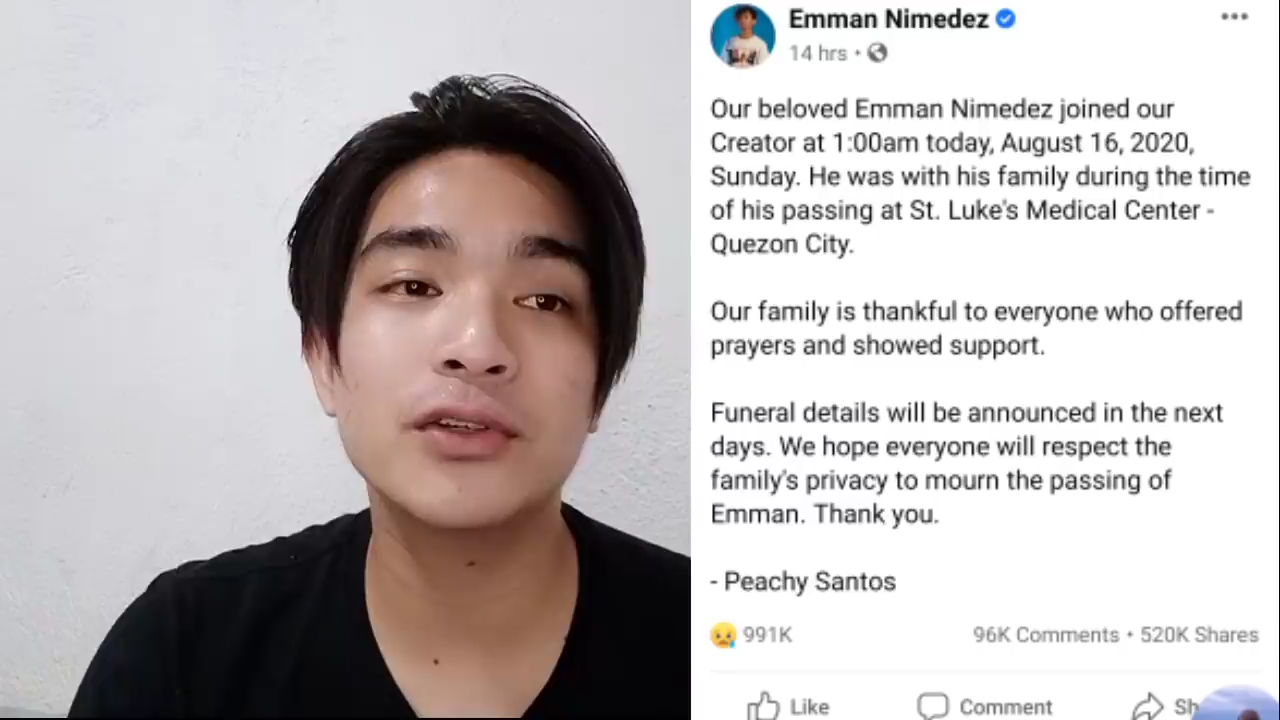 Emman Nimedez
14 hrs
Our beloved Emman Nimedez joined our
Creator at 1:00am today, August 16, 2020,
Sunday. He was with his family during the time
of his passing at St. Luke's Medical Center -
Quezon City.
Our family is thankful to everyone who offered
prayers and showed support.
Funeral details will be announced in the next
days. We hope everyone will respect the
family's privacy to mourn the passing of
Emman. Thank you.
- Peachy Santos
991K 96K Comments • 520K Shares
Like Comment Sh